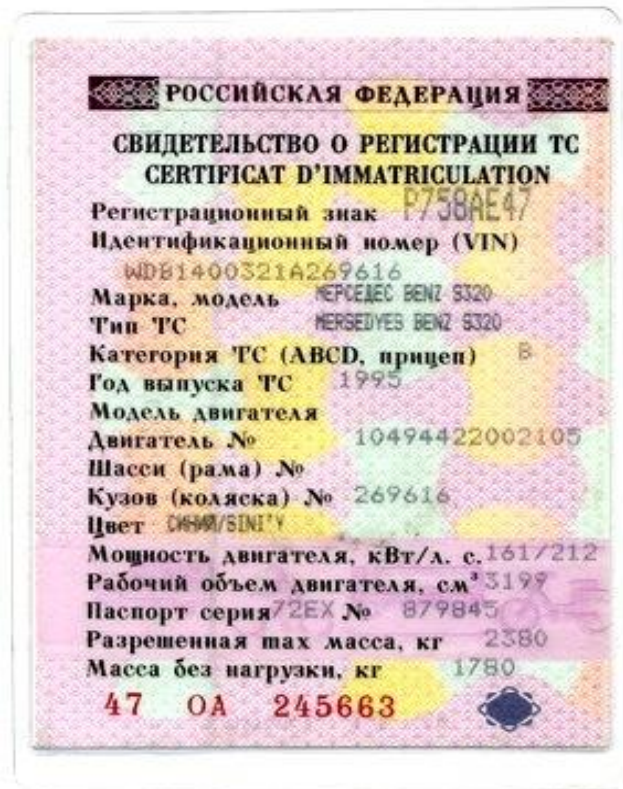 РОССИЙСКАЯ ФЕДЕРАЦИЯ
СВИДЕТЕЛЬСТВО О РЕГИСТРАЦИИ ТС
CERTIFICAT D'IMMATRICULATION
Регистрационный знак Р758АЕ47
Идентификационный номер (VIN)
WDB1400321A269616
Марка, модель МЕРСЕДЕС BENZ S320
Тип ТС MERSEDYES BENZ S320
Категория ТС (ABCD, прицеп) B
Год выпуска ТС 1995
Модель двигателя
Двигатель № 10494422002105
Шасси (рама) №
Кузов (коляска) № 269616
Цвет СИНИЙ/SINI'Y
Мощность двигателя, кВт/л. с. 161/212
Рабочий объем двигателя, см³ 3199
Паспорт серия 72ЕХ № 879845
Разрешенная max масса, кг 2380
Масса без нагрузки, кг 1780
47 ОА 245663